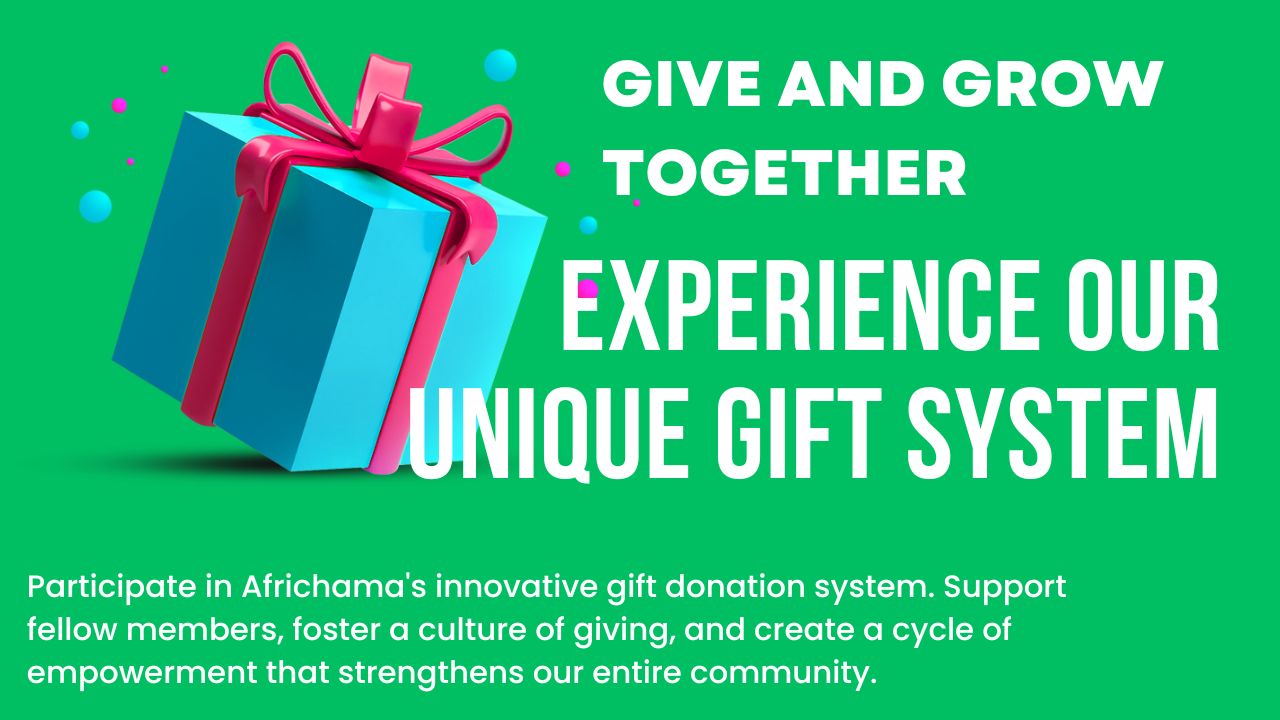 GIVE AND GROW
TOGETHER
EXPERIENCE OUR
UNIQUE GIFT SYSTEM
Participate in Africhama's innovative gift donation system. Support
fellow members, foster a culture of giving, and create a cycle of
empowerment that strengthens our entire community.